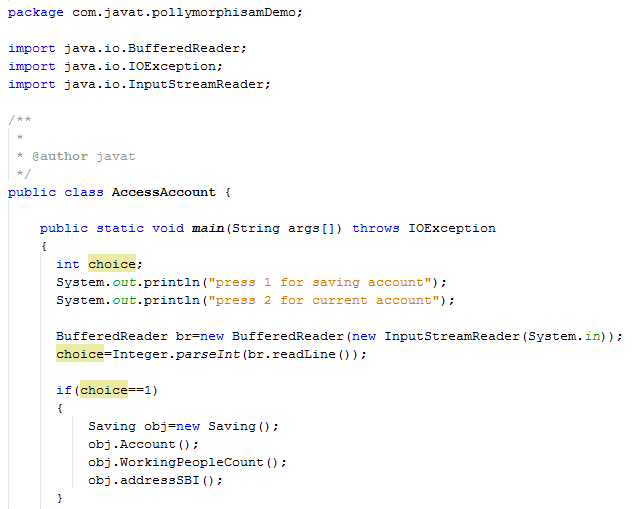 package com.javat.pollymorphisamDemo;
import java.io.BufferedReader;
import java.io.IOException;
import java.io.InputStreamReader;
/**
*
* @author javat
*/
public class AccessAccount {
public static void main(String args[]) throws IOException
{
int choice;
System.out.println("press 1 for saving account");
System.out.println("press 2 for current account");
BufferedReader br=new BufferedReader(new InputStreamReader(System.in));
choice=Integer.parseInt(br.readLine());
if(choice==1)
{
Saving obj=new Saving();
obj.Account();
obj.WorkingPeopleCount();
obj.addressSBI();
}